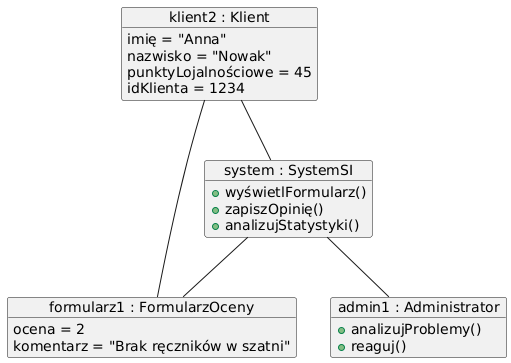 klient2 : Klient
imię = "Anna"
nazwisko = "Nowak"
punktyLojalnościowe = 45
idKlienta = 1234
system : SystemSI
wyświetlFormularz()
zapiszOpinię()
analizujStatystyki()
formularz1 : FormularzOceny
ocena = 2
komentarz = "Brak ręczników w szatni"
admin1 : Administrator
analizujProblemy()
reaguj()